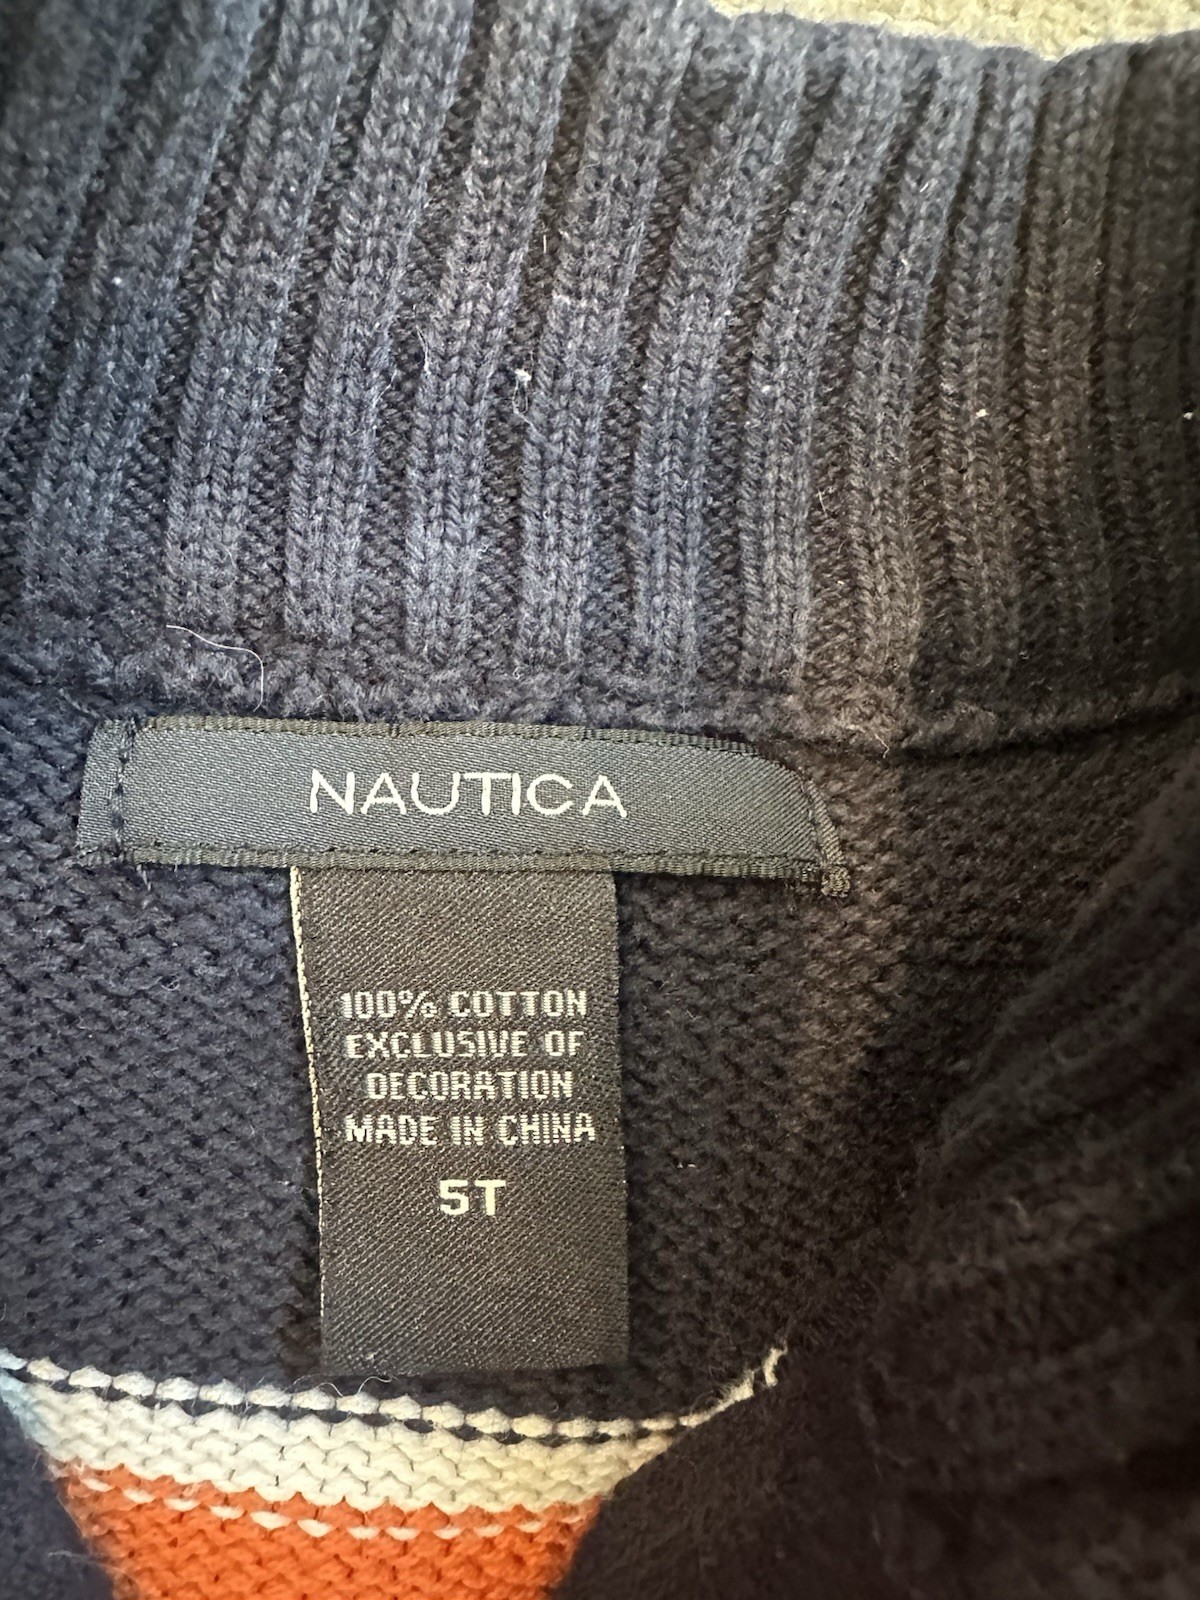 NAUTICA
100% COTTON
EXCLUSIVE OF
DECORATION
MADE IN CHINA
5T